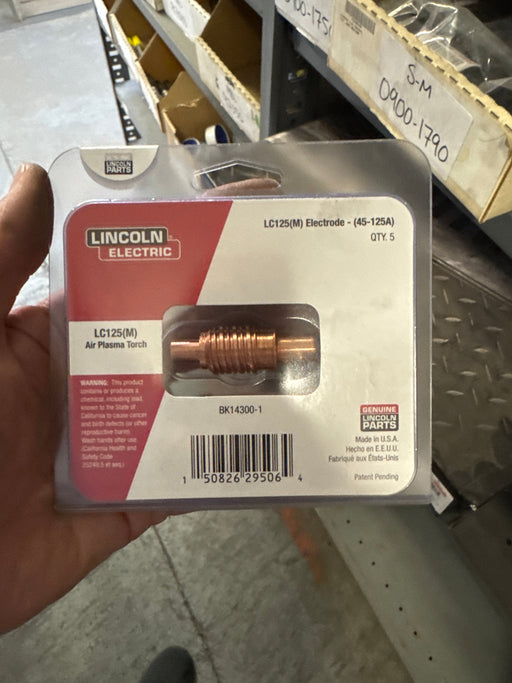 0900-1750
S-M
0900-1790
LINCOLN
PARTS
LINCOLN
ELECTRIC
LC125(M) Electrode - (45-125A)
QTY. 5
LC125(M)
Air Plasma Torch
WARNING: This product
contains or produces a
chemical, including lead,
known to the State of
California to cause cancer
and birth defects (or other
reproductive harm).
Wash hands after use
(California Health and
Safety Code
25249.5 et seq.)
BK14300-1
1 50826 29506 4
GENUINE
LINCOLN
PARTS
Made in U.S.A.
Hecho en E.E.U.U.
Fabriqué aux États-Unis
Patent Pending